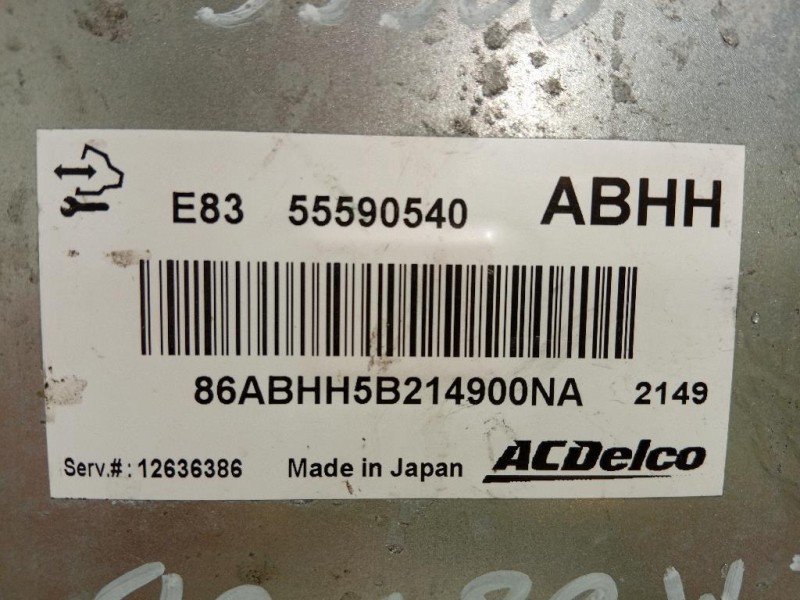 E83 55590540 ABHH
86ABHH5B214900NA 2149
Serv.#: 12636386 Made in Japan ACDelco